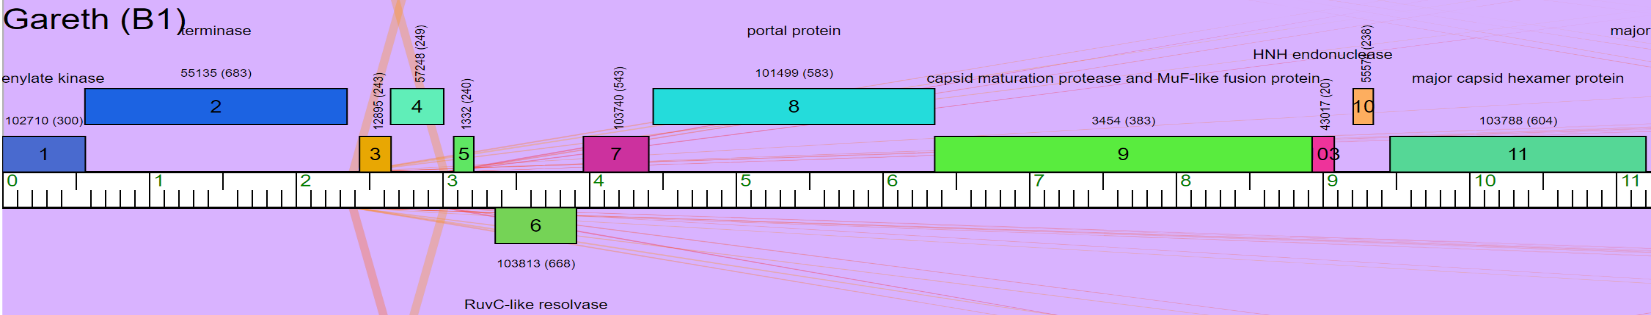 Gareth (B1)
terminase
portal protein
major
HNH endonuclease
enylate kinase
55135 (683)
101499 (583)
capsid maturation protease and MuF-like fusion protein
major capsid hexamer protein
102710 (300)
12895 (243)
57248 (249)
1332 (240)
103740 (543)
3454 (383)
43017 (20)
(238)
103788 (604)
2
4
8
10
1
3
5
7
9
03
11
0 1 2 3 4 5 6 7 8 9 10 11
6
103813 (668)
RuvC-like resolvase